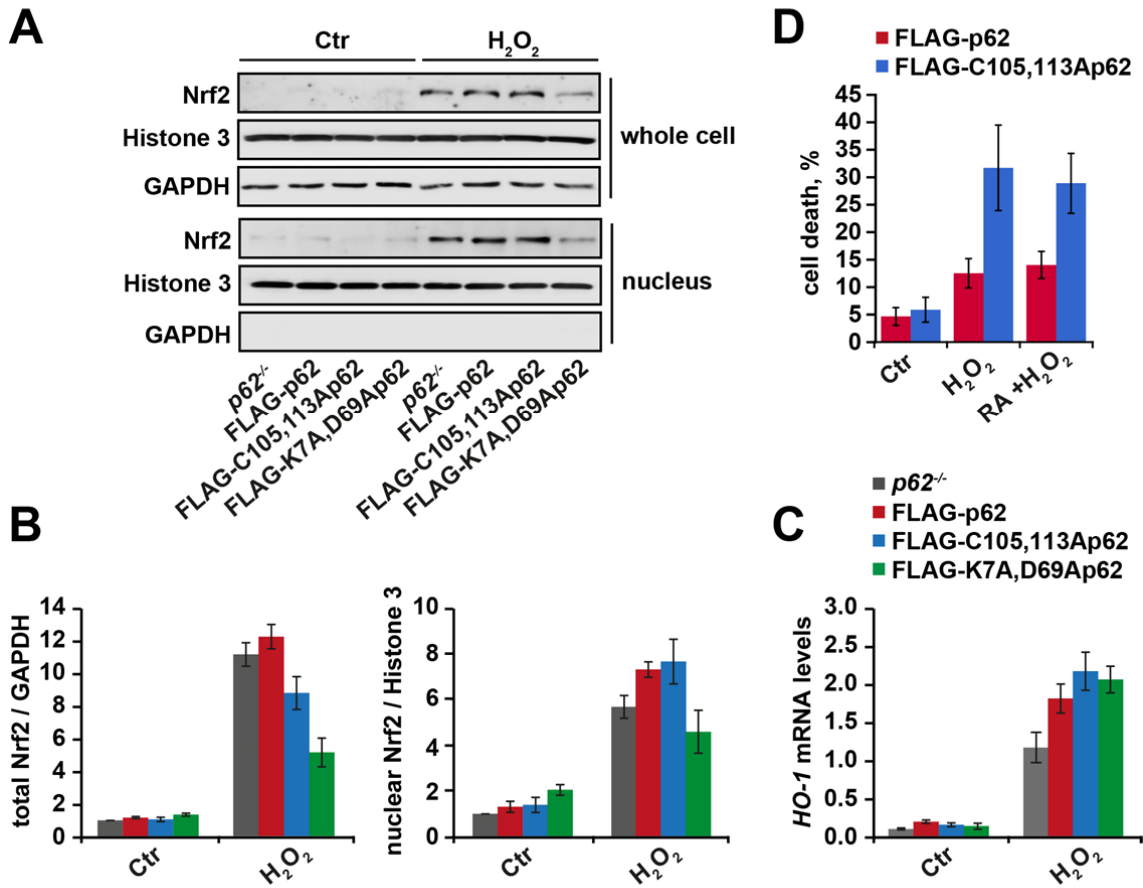 A
Ctr
H₂O₂
Nrf2
Histone 3
GAPDH
whole cell
Nrf2
Histone 3
GAPDH
nucleus
p62-/-
FLAG-p62
FLAG-C105,113Ap62
FLAG-K7A,D69Ap62
p62-/-
FLAG-p62
FLAG-C105,113Ap62
FLAG-K7A,D69Ap62
D
FLAG-p62
FLAG-C105,113Ap62
cell death, %
45
40
35
30
25
20
15
10
5
0
Ctr
H₂O₂
RA +H₂O₂
B
total Nrf2 / GAPDH
14
12
10
8
6
4
2
0
Ctr
H₂O₂
nuclear Nrf2 / Histone 3
10
8
6
4
2
0
Ctr
H₂O₂
C
p62-/-
FLAG-p62
FLAG-C105,113Ap62
FLAG-K7A,D69Ap62
HO-1 mRNA levels
3.0
2.5
2.0
1.5
1.0
0.5
0.0
Ctr
H₂O₂